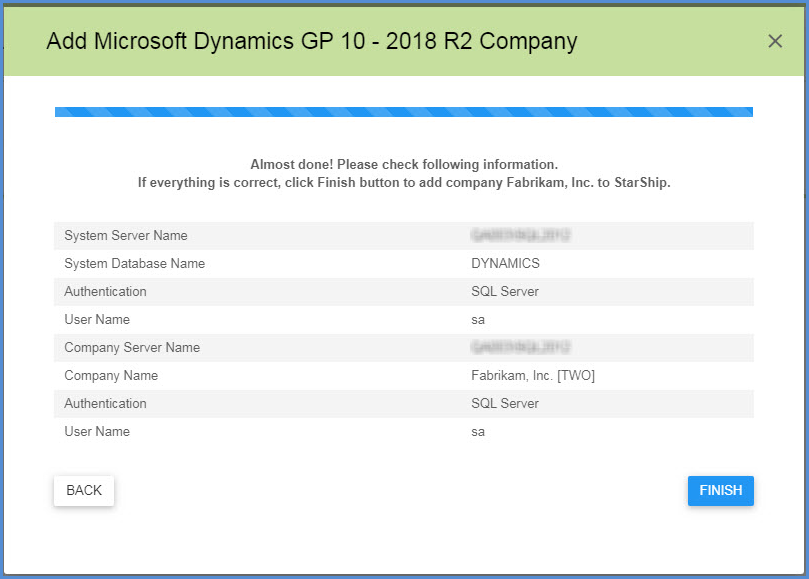 Add Microsoft Dynamics GP 10 - 2018 R2 Company
Almost done! Please check following information.
If everything is correct, click Finish button to add company Fabrikam, Inc. to StarShip.
System Server Name
System Database Name DYNAMICS
Authentication SQL Server
User Name sa
Company Server Name
Company Name Fabrikam, Inc. [TWO]
Authentication SQL Server
User Name sa
BACK FINISH